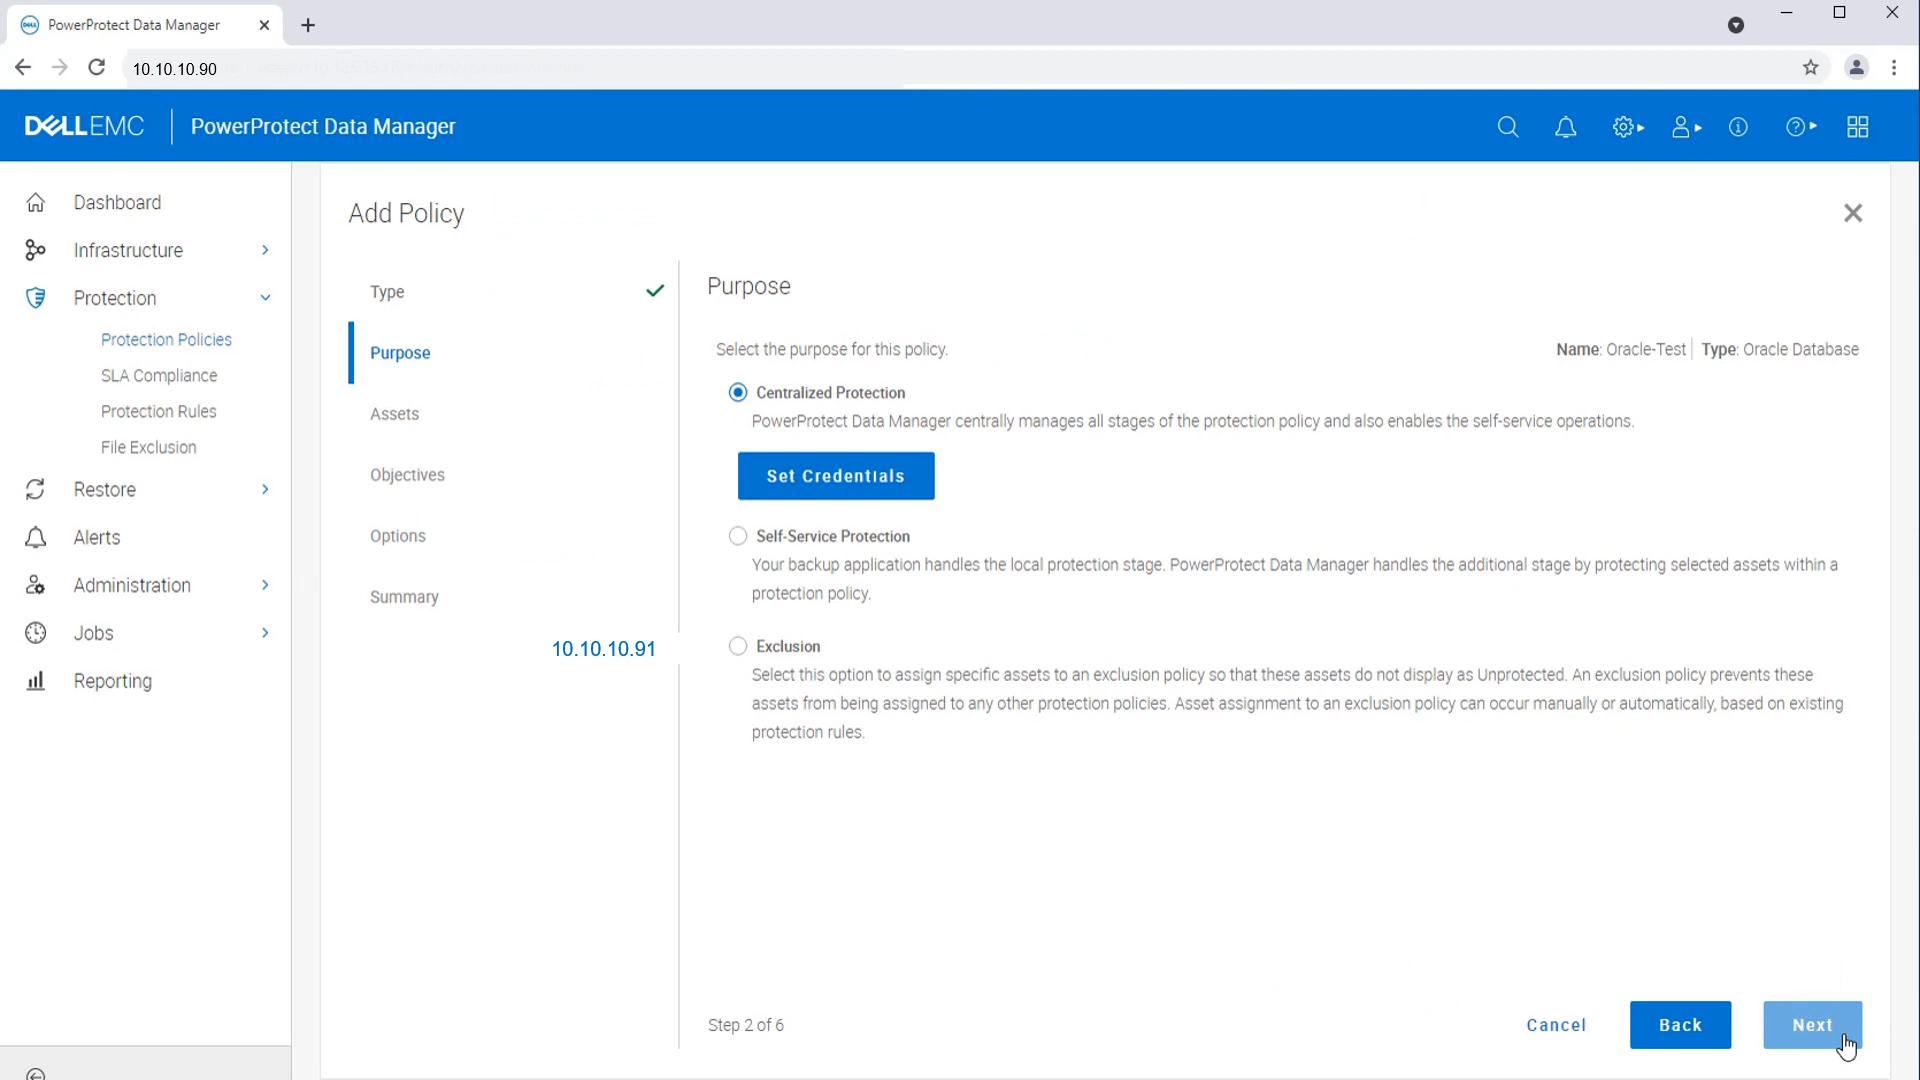 PowerProtect Data Manager
10.10.10.90
DELLEMC
PowerProtect Data Manager
Dashboard
Infrastructure
Protection
Protection Policies
SLA Compliance
Protection Rules
File Exclusion
Restore
Alerts
Administration
Jobs
Reporting
Add Policy
Type
Purpose
Assets
Objectives
Options
Summary
10.10.10.91
Purpose
Select the purpose for this policy.
Name: Oracle-Test
Type: Oracle Database
Centralized Protection
PowerProtect Data Manager centrally manages all stages of the protection policy and also enables the self-service operations.
Set Credentials
Self-Service Protection
Your backup application handles the local protection stage. PowerProtect Data Manager handles the additional stage by protecting selected assets within a
protection policy.
Exclusion
Select this option to assign specific assets to an exclusion policy so that these assets do not display as Unprotected. An exclusion policy prevents these
assets from being assigned to any other protection policies. Asset assignment to an exclusion policy can occur manually or automatically, based on existing
protection rules.
Step 2 of 6
Cancel
Back
Next